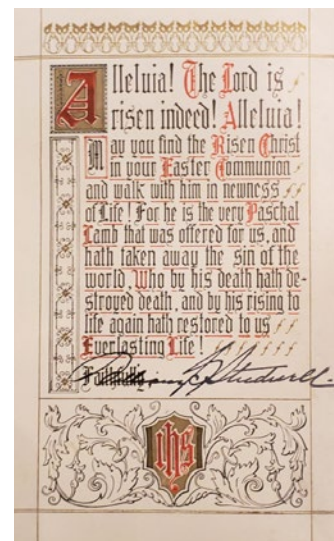 Alleluia! The Lord is
risen indeed! Alleluia!
May you find the Risen Christ
in your Easter Communion
and walk with him in newness
of Life! For he is the very Paschal
Lamb that was offered for us, and
hath taken away the sin of the
world, Who by his death hath de-
stroyed death, and by his rising to
life again hath restored to us
Everlasting Life!
Faithfully
ihs